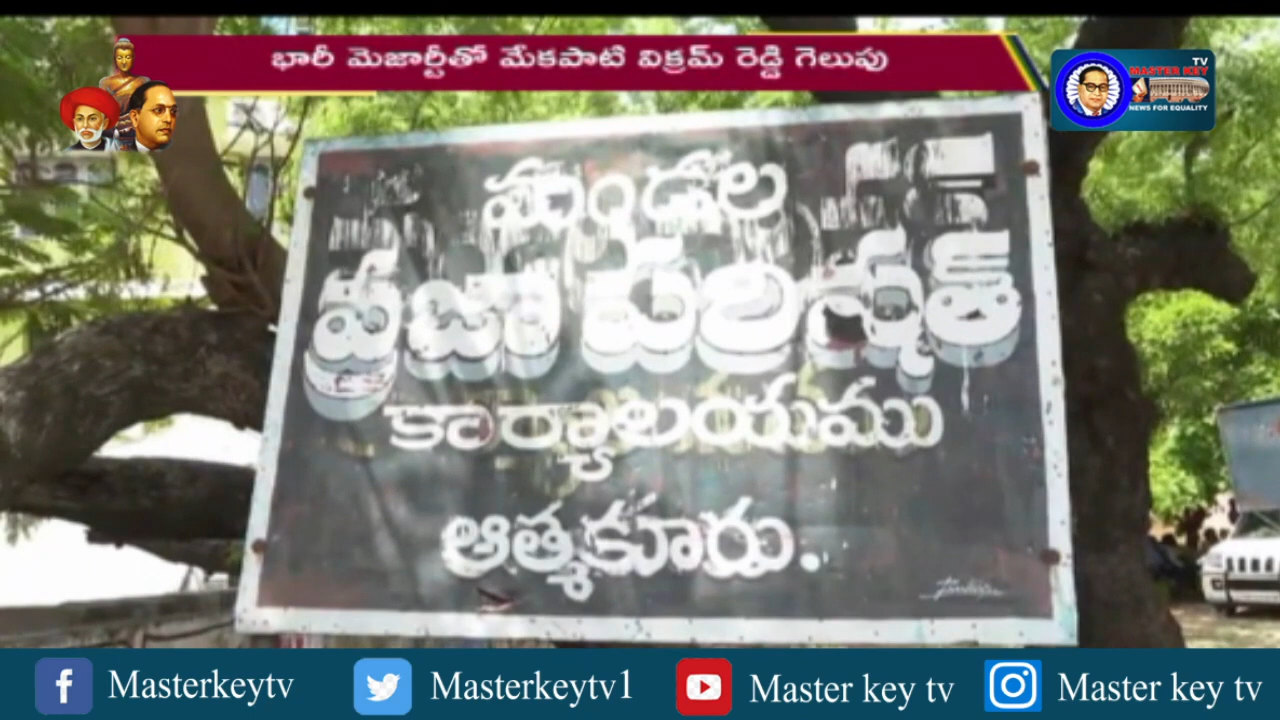 భారీ మెజార్టీతో మేకపాటి విక్రమ్ రెడ్డి గెలుపు
TV
MASTER KEY
NEWS FOR EQUALITY
మండల
ప్రజా పరిషత్
కార్యాలయము
ఆత్మకూరు.
Masterkeytv
Masterkeytv1
Master key tv
Master key tv